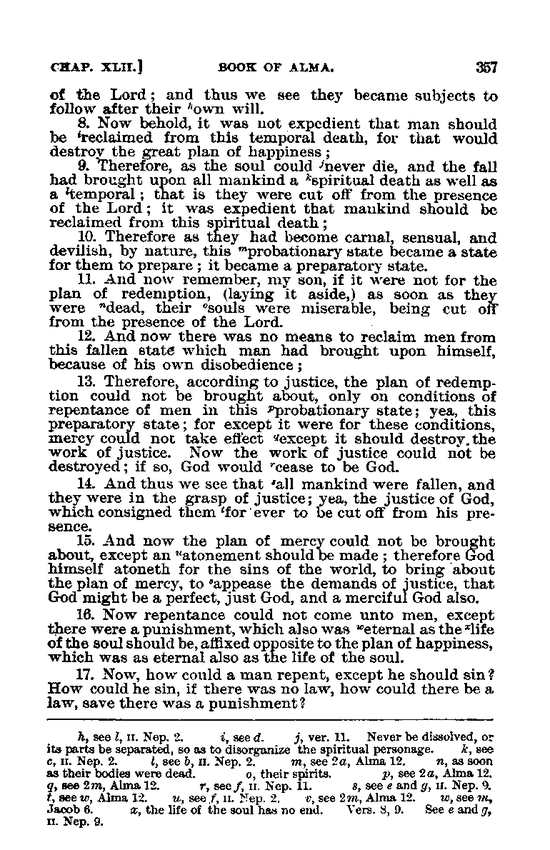 CHAP. XLII.] BOOK OF ALMA. 357
of the Lord; and thus we see they became subjects to
follow after their ʰown will.
8. Now behold, it was not expedient that man should
be ⁱreclaimed from this temporal death, for that would
destroy the great plan of happiness;
9. Therefore, as the soul could ʲnever die, and the fall
had brought upon all mankind a ᵏspiritual death as well as
a ˡtemporal; that is they were cut off from the presence
of the Lord; it was expedient that mankind should be
reclaimed from this spiritual death;
10. Therefore as they had become carnal, sensual, and
devilish, by nature, this ᵐprobationary state became a state
for them to prepare; it became a preparatory state.
11. And now remember, my son, if it were not for the
plan of redemption, (laying it aside,) as soon as they
were ⁿdead, their ᵒsouls were miserable, being cut off
from the presence of the Lord.
12. And now there was no means to reclaim men from
this fallen state which man had brought upon himself,
because of his own disobedience;
13. Therefore, according to justice, the plan of redemp-
tion could not be brought about, only on conditions of
repentance of men in this ᵖprobationary state; yea, this
preparatory state; for except it were for these conditions,
mercy could not take effect qexcept it should destroy the
work of justice. Now the work of justice could not be
destroyed; if so, God would ʳcease to be God.
14. And thus we see that ˢall mankind were fallen, and
they were in the grasp of justice; yea, the justice of God,
which consigned them ᵗfor ever to be cut off from his pre-
sence.
15. And now the plan of mercy could not be brought
about, except an ᵘatonement should be made; therefore God
himself atoneth for the sins of the world, to bring about
the plan of mercy, to ᵛappease the demands of justice, that
God might be a perfect, just God, and a merciful God also.
16. Now repentance could not come unto men, except
there were a punishment, which also was ʷeternal as the ˣlife
of the soul should be, affixed opposite to the plan of happiness,
which was as eternal also as the life of the soul.
17. Now, how could a man repent, except he should sin?
How could he sin, if there was no law, how could there be a
law, save there was a punishment?
h, see l, II. Nep. 2. i, see d. j, ver. 11. Never be dissolved, or
its parts be separated, so as to disorganize the spiritual personage. k, see
c, II. Nep. 2. l, see b, II. Nep. 2. m, see 2a, Alma 12. n, as soon
as their bodies were dead. o, their spirits. p, see 2a, Alma 12.
q, see 2m, Alma 12. r, see f, II. Nep. 11. s, see e and g, II. Nep. 9.
t, see w, Alma 12. u, see f, II. Nep. 2. v, see 2m, Alma 12. w, see m,
Jacob 6. x, the life of the soul has no end. Vers. 8, 9. See e and g,
II. Nep. 9.